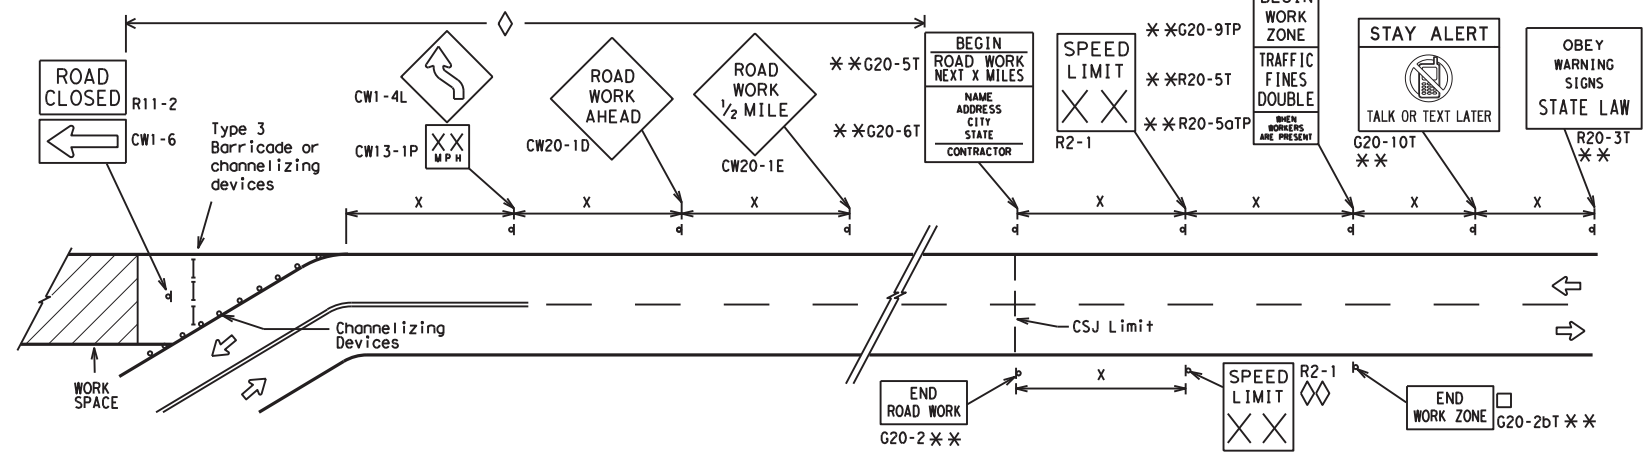 ROAD
CLOSED
R11-2
CW1-6
Type 3
Barricade or
channelizing
devices
CW1-4L
XX
MPH
CW13-1P
ROAD
WORK
AHEAD
CW20-1D
ROAD
WORK
1/2 MILE
CW20-1E
**G20-5T
BEGIN
ROAD WORK
NEXT X MILES
**G20-6T
NAME
ADDRESS
CITY
STATE
CONTRACTOR
SPEED
LIMIT
XX
R2-1
**G20-9TP
BEGIN
WORK
ZONE
**R20-5T
TRAFFIC
FINES
DOUBLE
**R20-5aTP
WHEN
WORKERS
ARE PRESENT
STAY ALERT
TALK OR TEXT LATER
G20-10T
**
OBEY
WARNING
SIGNS
STATE LAW
R20-3T
**
X
X
X
X
X
X
X
Channelizing
Devices
CSJ Limit
WORK
SPACE
END
ROAD WORK
G20-2**
X
SPEED
LIMIT
XX
R2-1
END
WORK ZONE
G20-2bT **